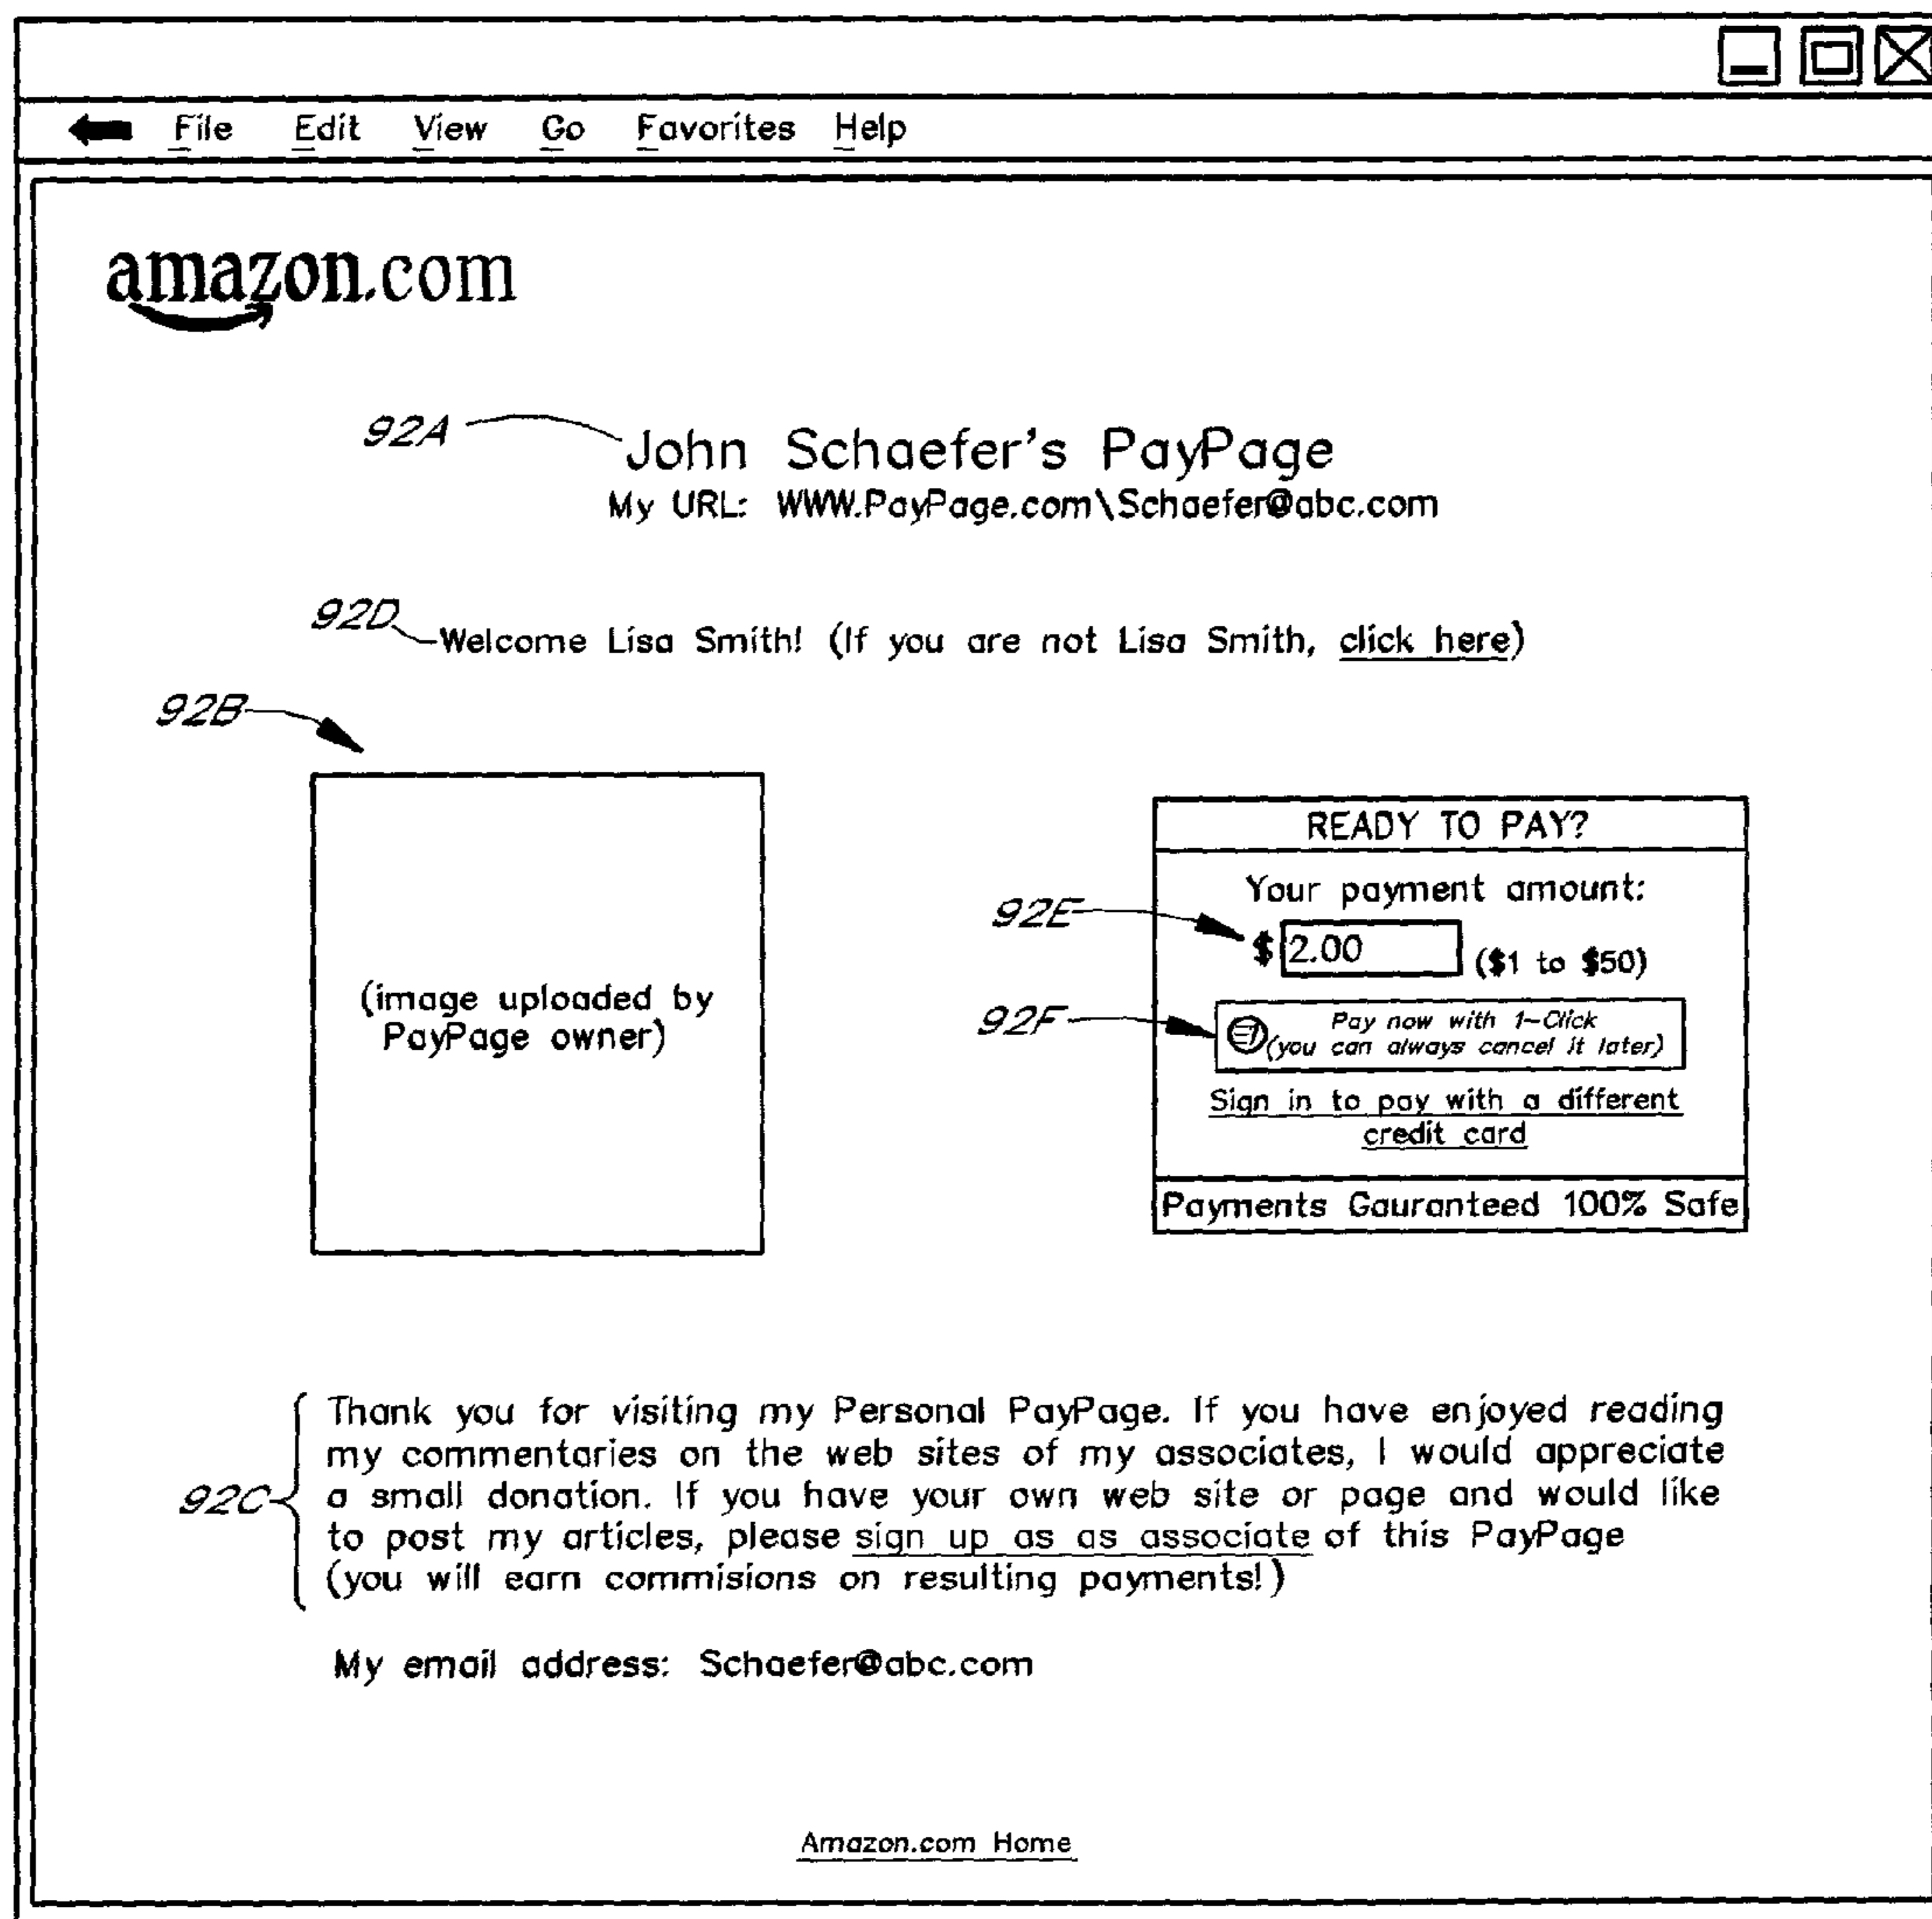 File Edit View Go Favorites Help
amazon.com
92A
John Schaefer's PayPage
My URL: WWW.PayPage.com\Schaefer@abc.com
92D
Welcome Lisa Smith! (If you are not Lisa Smith, click here)
92B
(image uploaded by
PayPage owner)
READY TO PAY?
Your payment amount:
92E
$ 2.00 ($1 to $50)
92F
Pay now with 1-Click
(you can always cancel it later)
Sign in to pay with a different
credit card
Payments Gauranteed 100% Safe
92C
Thank you for visiting my Personal PayPage. If you have enjoyed reading
my commentaries on the web sites of my associates, I would appreciate
a small donation. If you have your own web site or page and would like
to post my articles, please sign up as as associate of this PayPage
(you will earn commisions on resulting payments!)
My email address: Schaefer@abc.com
Amazon.com Home